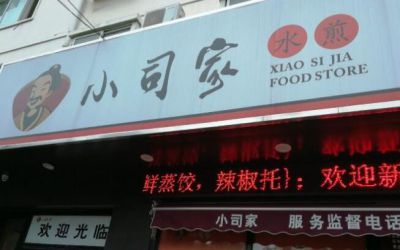 小司家
水煎
XIAO SI JIA
FOOD STORE
鲜蒸饺，辣椒托}；欢迎新
欢迎光临
小司家 服务监督电话